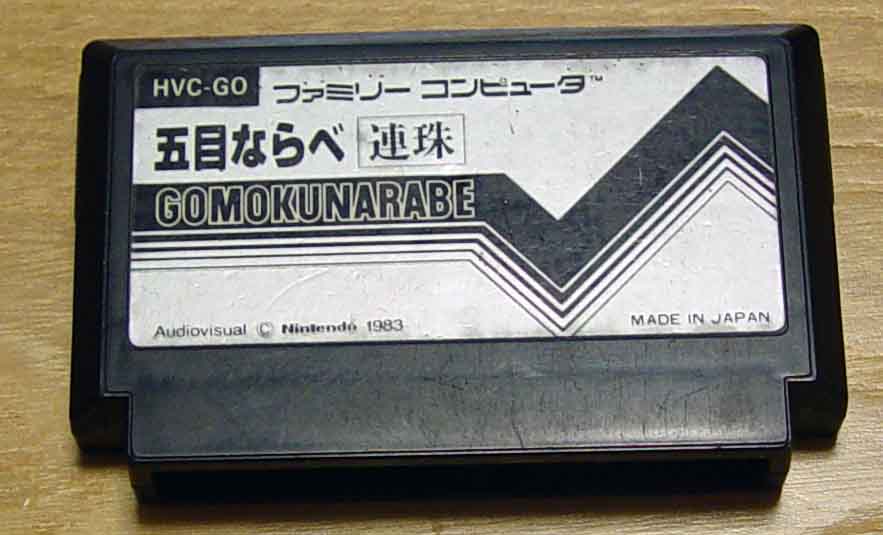 HVC-GO ファミリー コンピュータ™
五目ならべ 連珠
GOMOKUNARABE
Audiovisual © Nintendo 1983 MADE IN JAPAN